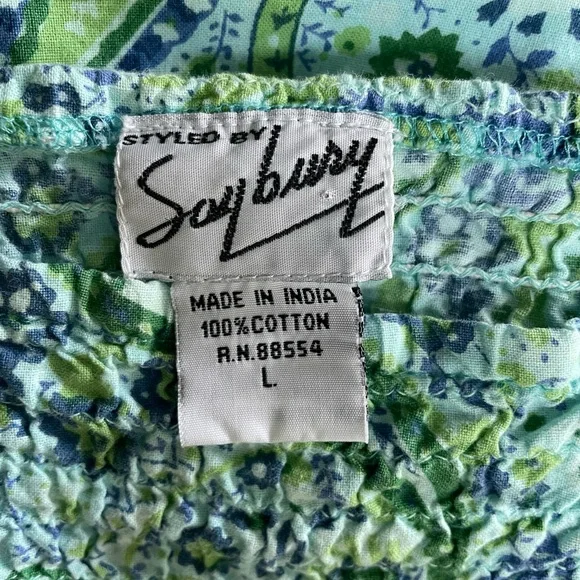 STYLED BY
Saybury
MADE IN INDIA
100%COTTON
R.N.88554
L.